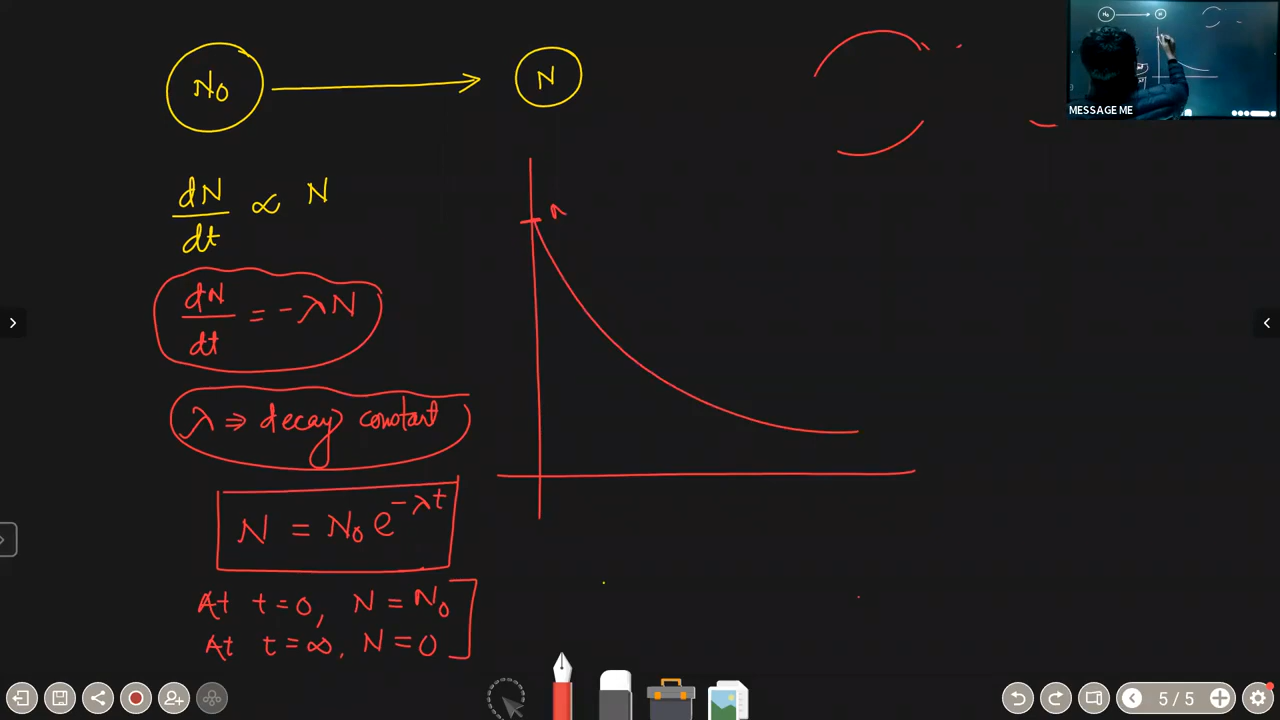 N₀ → N
dN/dt ∝ N
dN/dt = -λN
λ ⇒ decay constant
N = N₀e^(-λt)
At t=0, N = N₀
At t=∞, N=0
MESSAGE ME
5 / 5